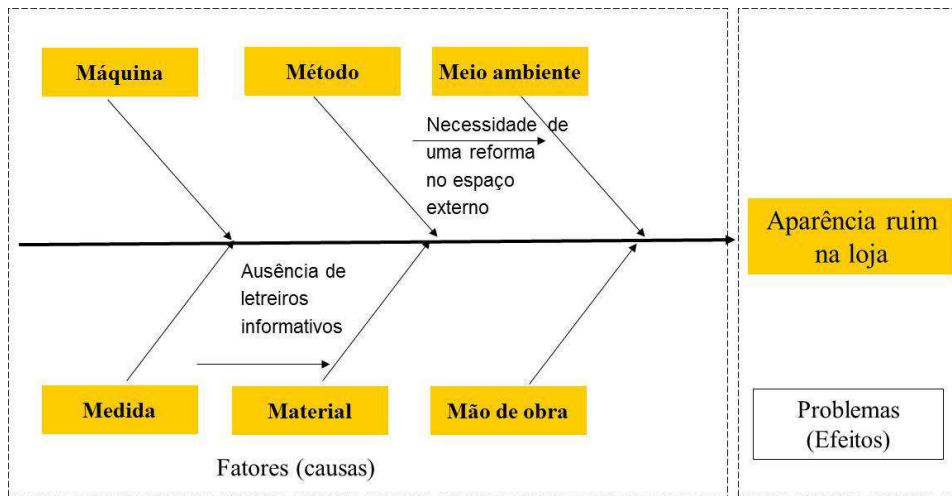 Máquina
Método
Meio ambiente
Necessidade de
uma reforma
no espaço
externo
Aparência ruim
na loja
Ausência de
letreiros
informativos
Medida
Material
Mão de obra
Problemas
(Efeitos)
Fatores (causas)